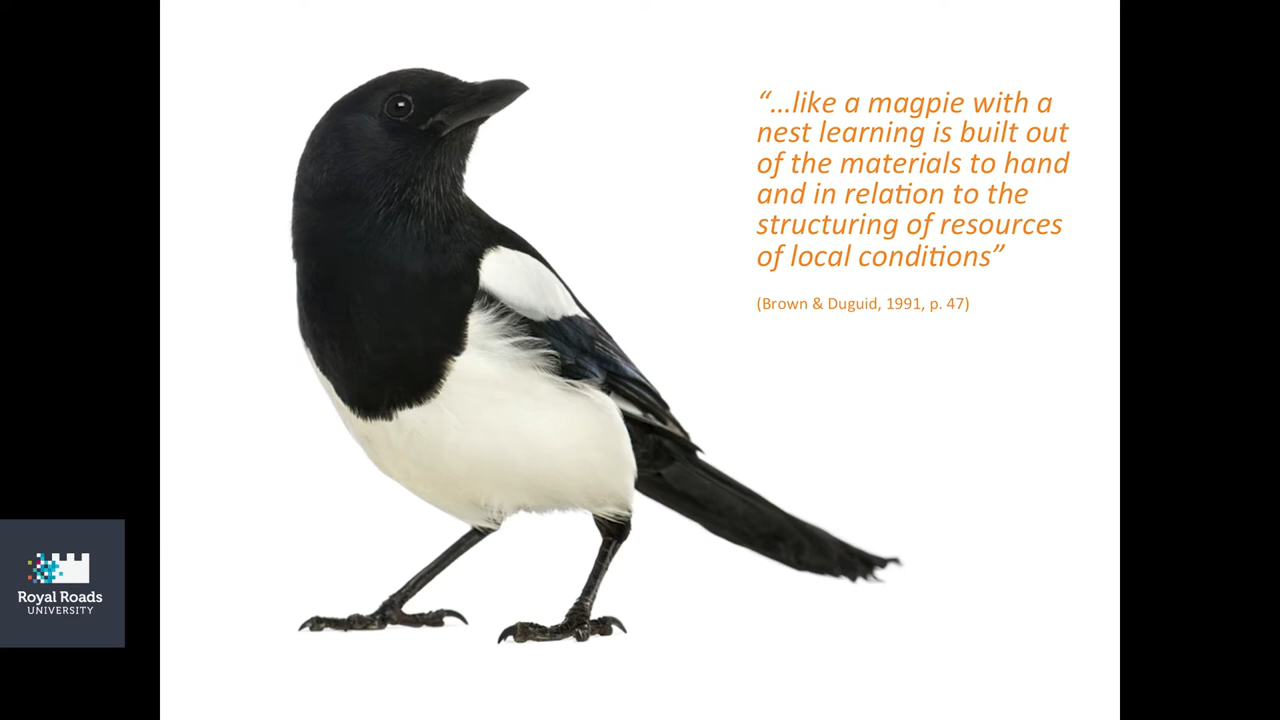 “...like a magpie with a
nest learning is built out
of the materials to hand
and in relation to the
structuring of resources
of local conditions”
(Brown & Duguid, 1991, p. 47)
Royal Roads
UNIVERSITY